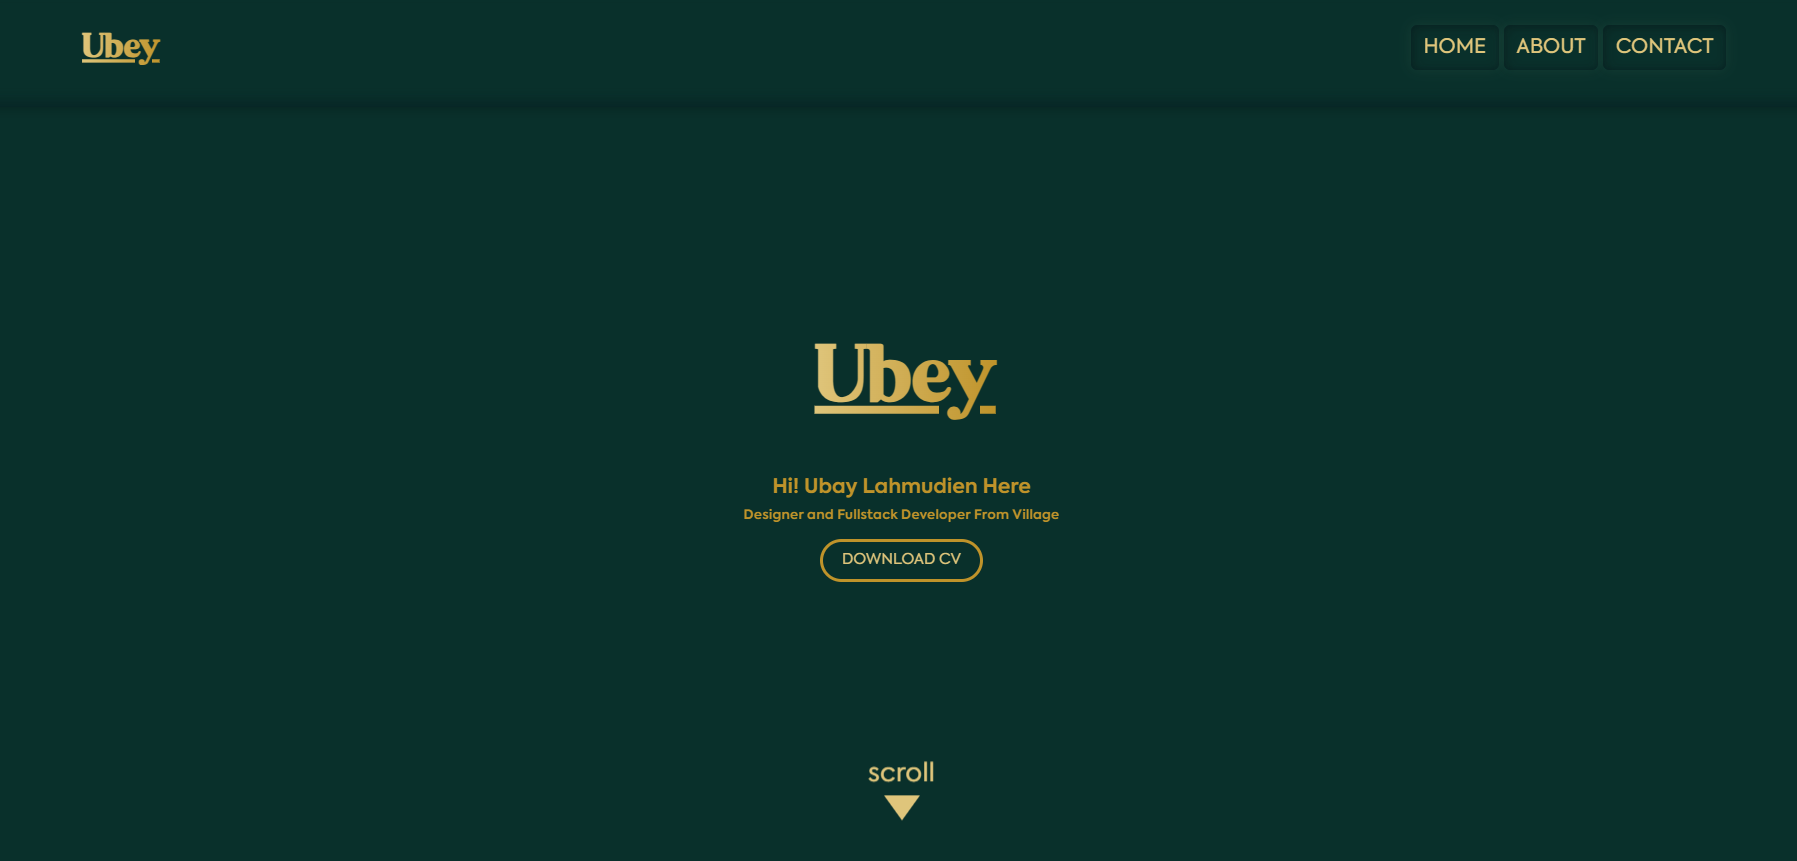 Ubey
HOME ABOUT CONTACT
Ubey
Hi! Ubay Lahmudien Here
Designer and Fullstack Developer From Village
DOWNLOAD CV
scroll